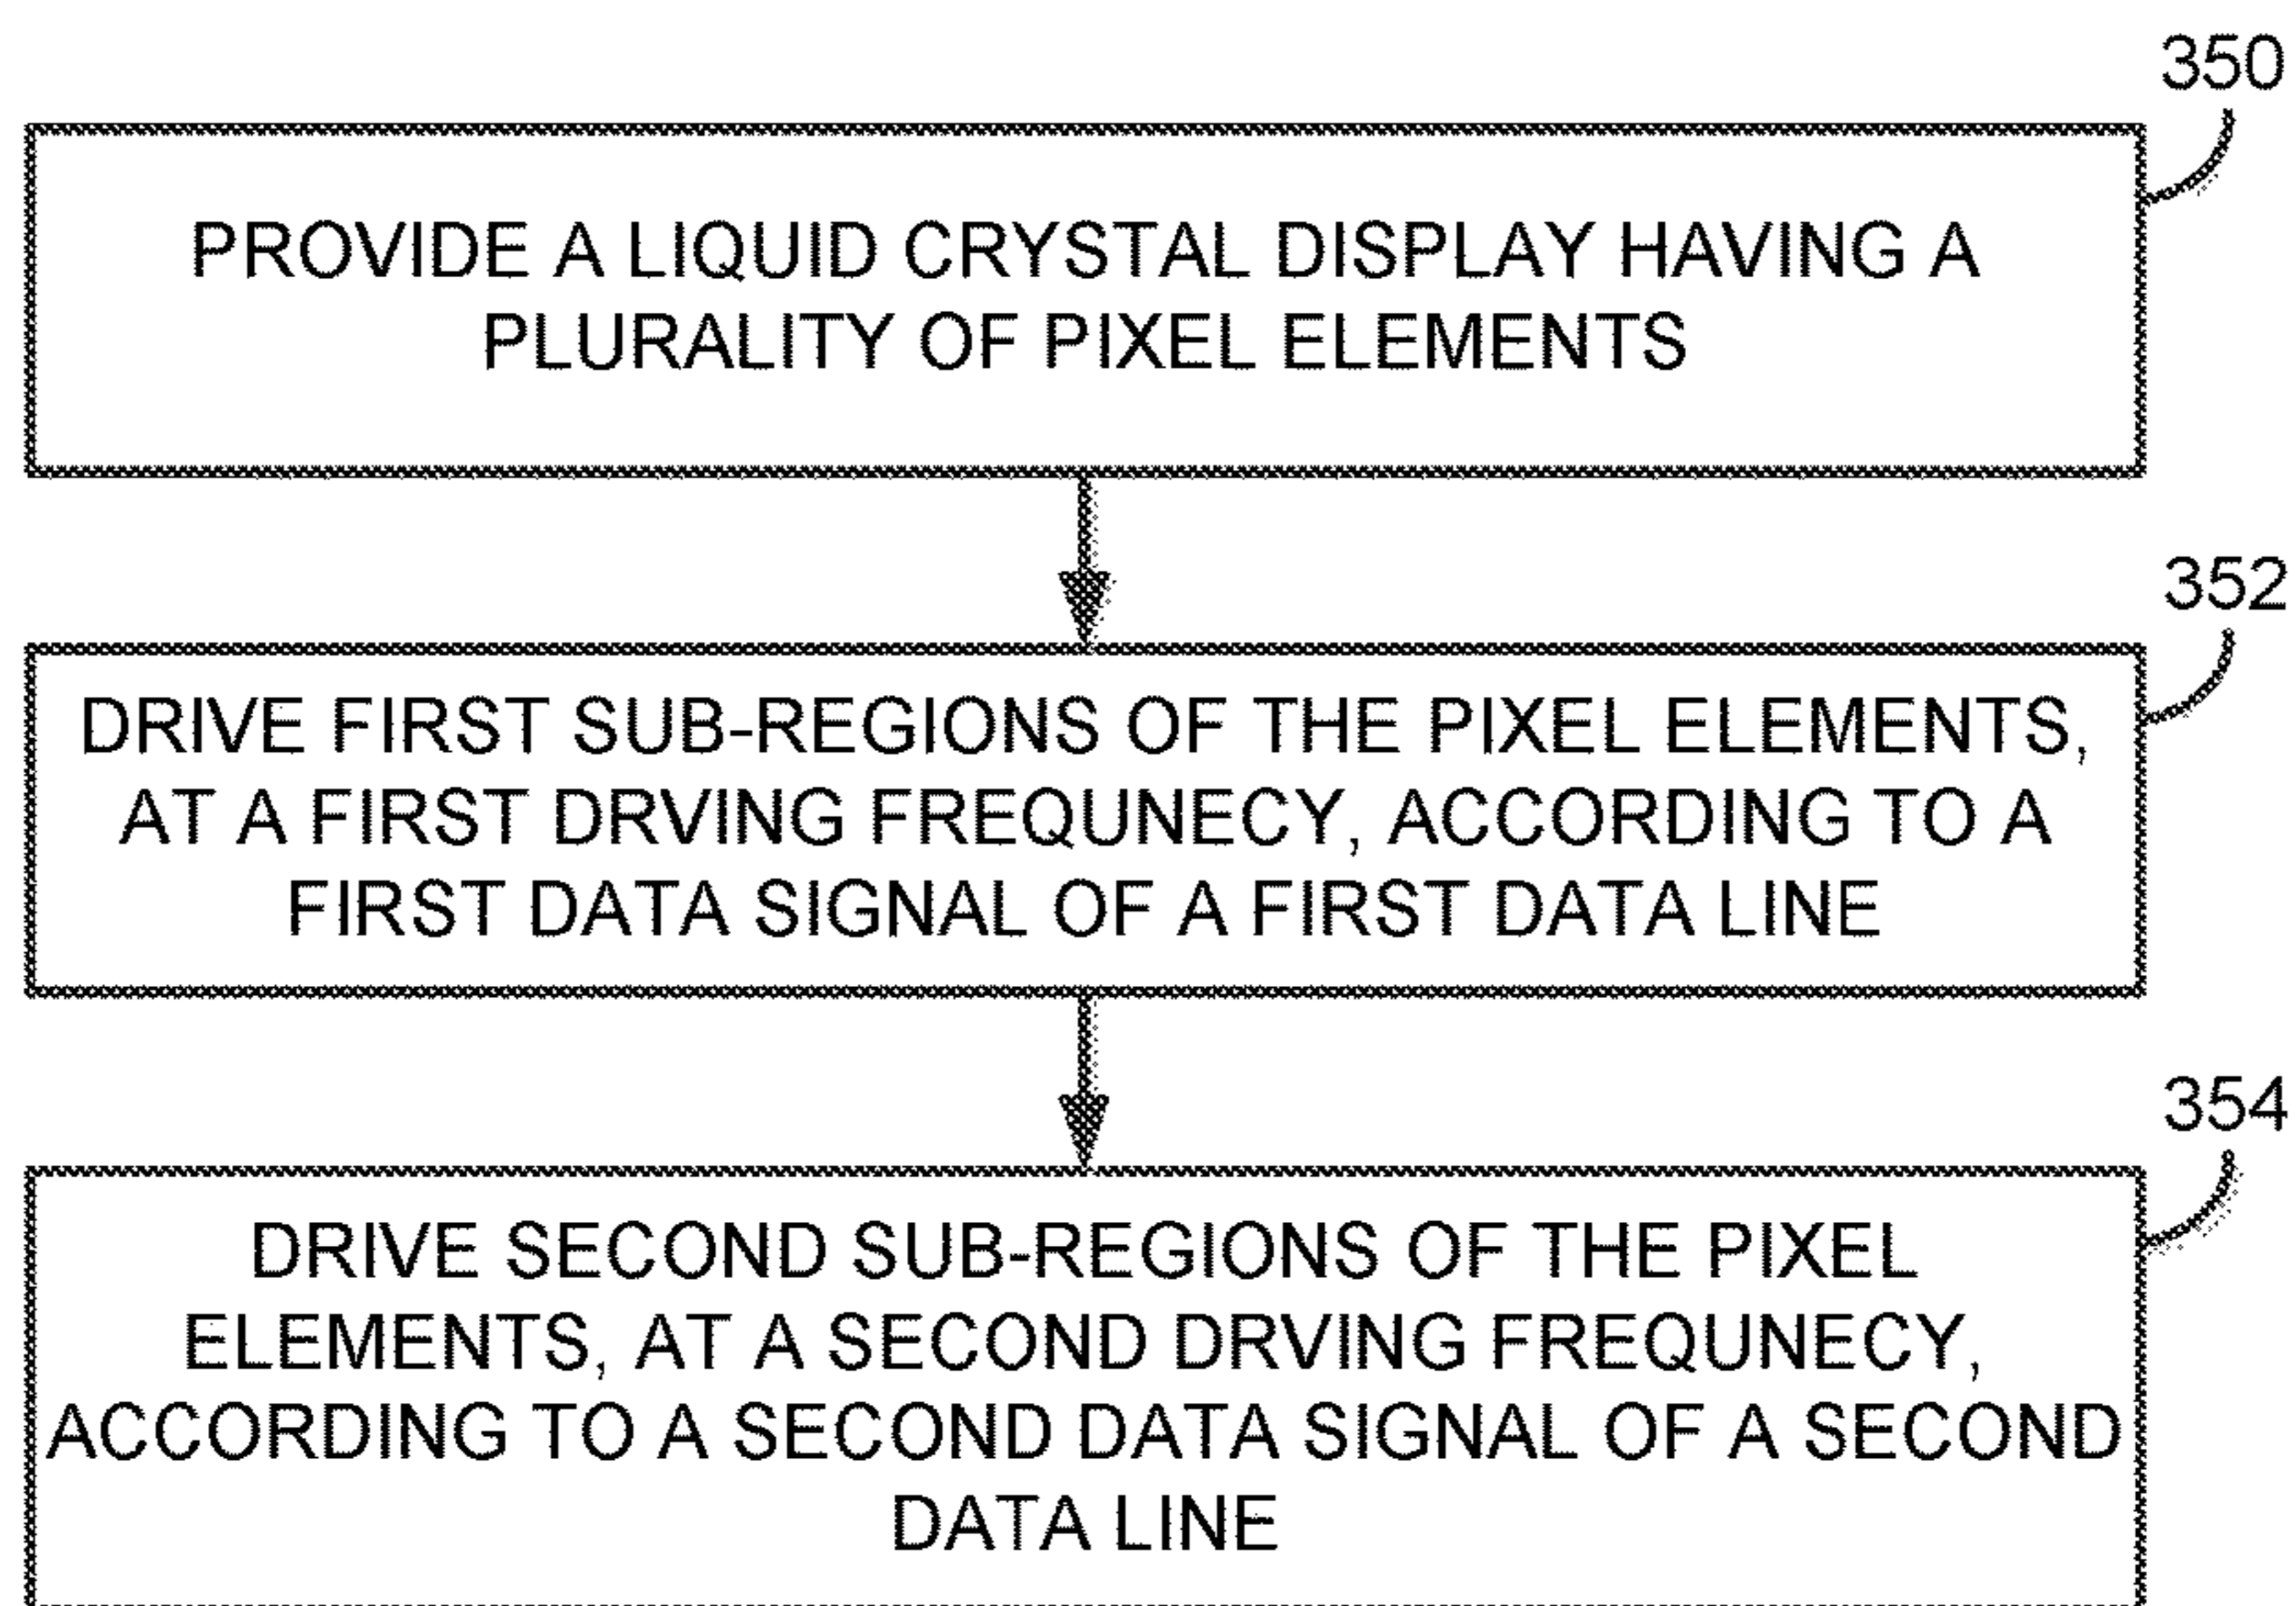 350
PROVIDE A LIQUID CRYSTAL DISPLAY HAVING A
PLURALITY OF PIXEL ELEMENTS
352
DRIVE FIRST SUB-REGIONS OF THE PIXEL ELEMENTS,
AT A FIRST DRVING FREQUNECY, ACCORDING TO A
FIRST DATA SIGNAL OF A FIRST DATA LINE
354
DRIVE SECOND SUB-REGIONS OF THE PIXEL
ELEMENTS, AT A SECOND DRVING FREQUNECY,
ACCORDING TO A SECOND DATA SIGNAL OF A SECOND
DATA LINE